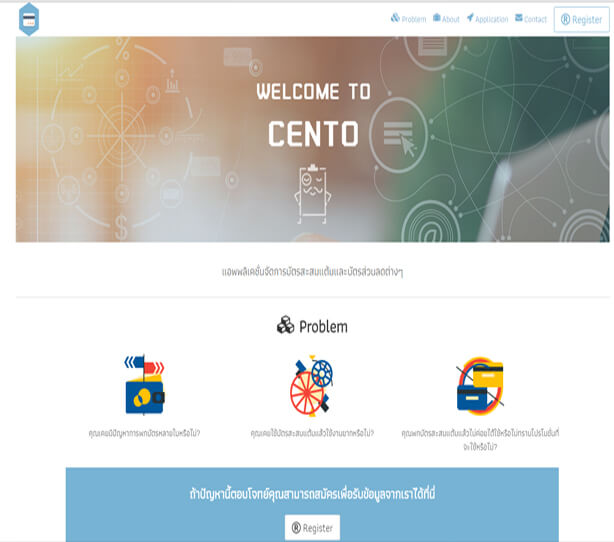 Problem About Application Contact Ⓡ Register
WELCOME TO
CENTO
แอพพลิเคชั่นจัดการบัตรสะสมแต้มและบัตรส่วนลดต่างๆ
Problem
คุณเคยมีปัญหาการพกบัตรหลายใบหรือไม่?
คุณเคยใช้บัตรสะสมแต้มแล้วใช้งานยากหรือไม่?
คุณพกบัตรสะสมแต้มแล้วไม่ค่อยได้ใช้หรือไม่ทราบโปรโมชั่นที่
จะใช้หรือไม่?
ถ้าปัญหานี้ตอบโจทย์คุณสามารถสมัครเพื่อรับข้อมูลจากเราได้ที่นี่
Ⓡ Register